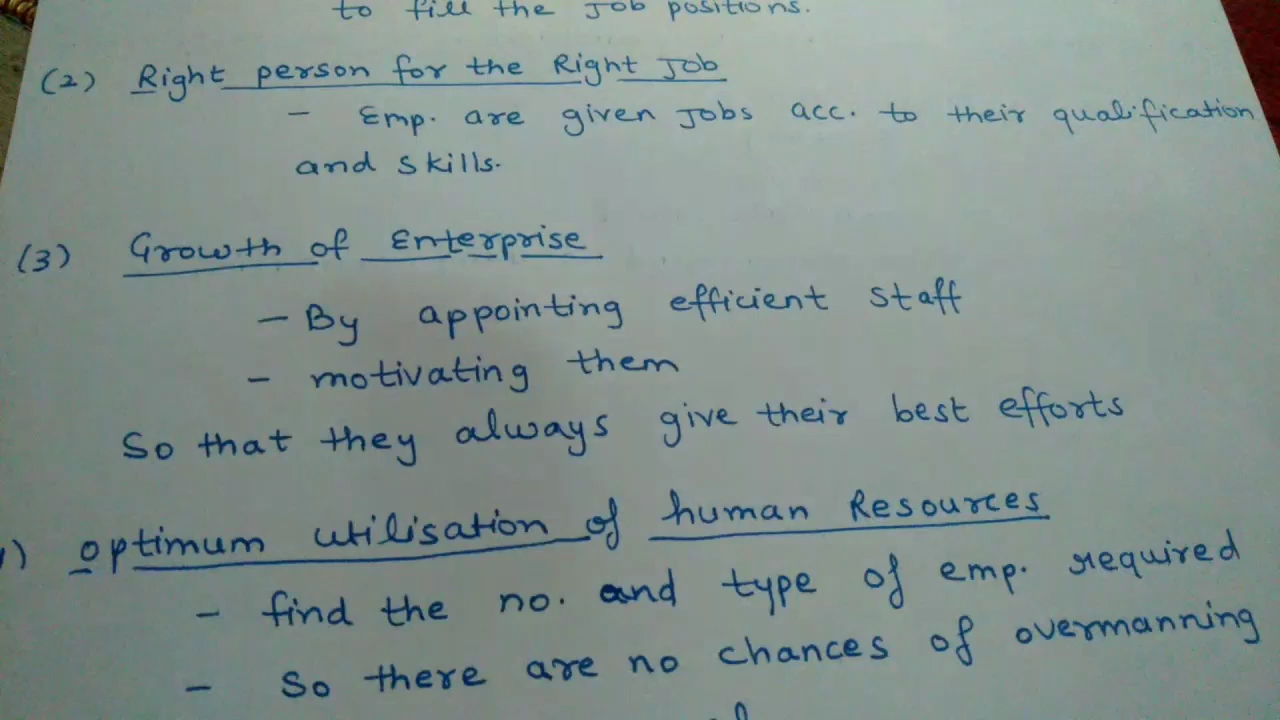 to fill the Job positions.
(2) Right person for the Right Job
- Emp. are given Jobs acc. to their qualification
and skills.
(3) Growth of Enterprise
- By appointing efficient staff
- motivating them
So that they always give their best efforts
) optimum utilisation of human Resources
- find the no. and type of emp. required
- So there are no chances of overmanning